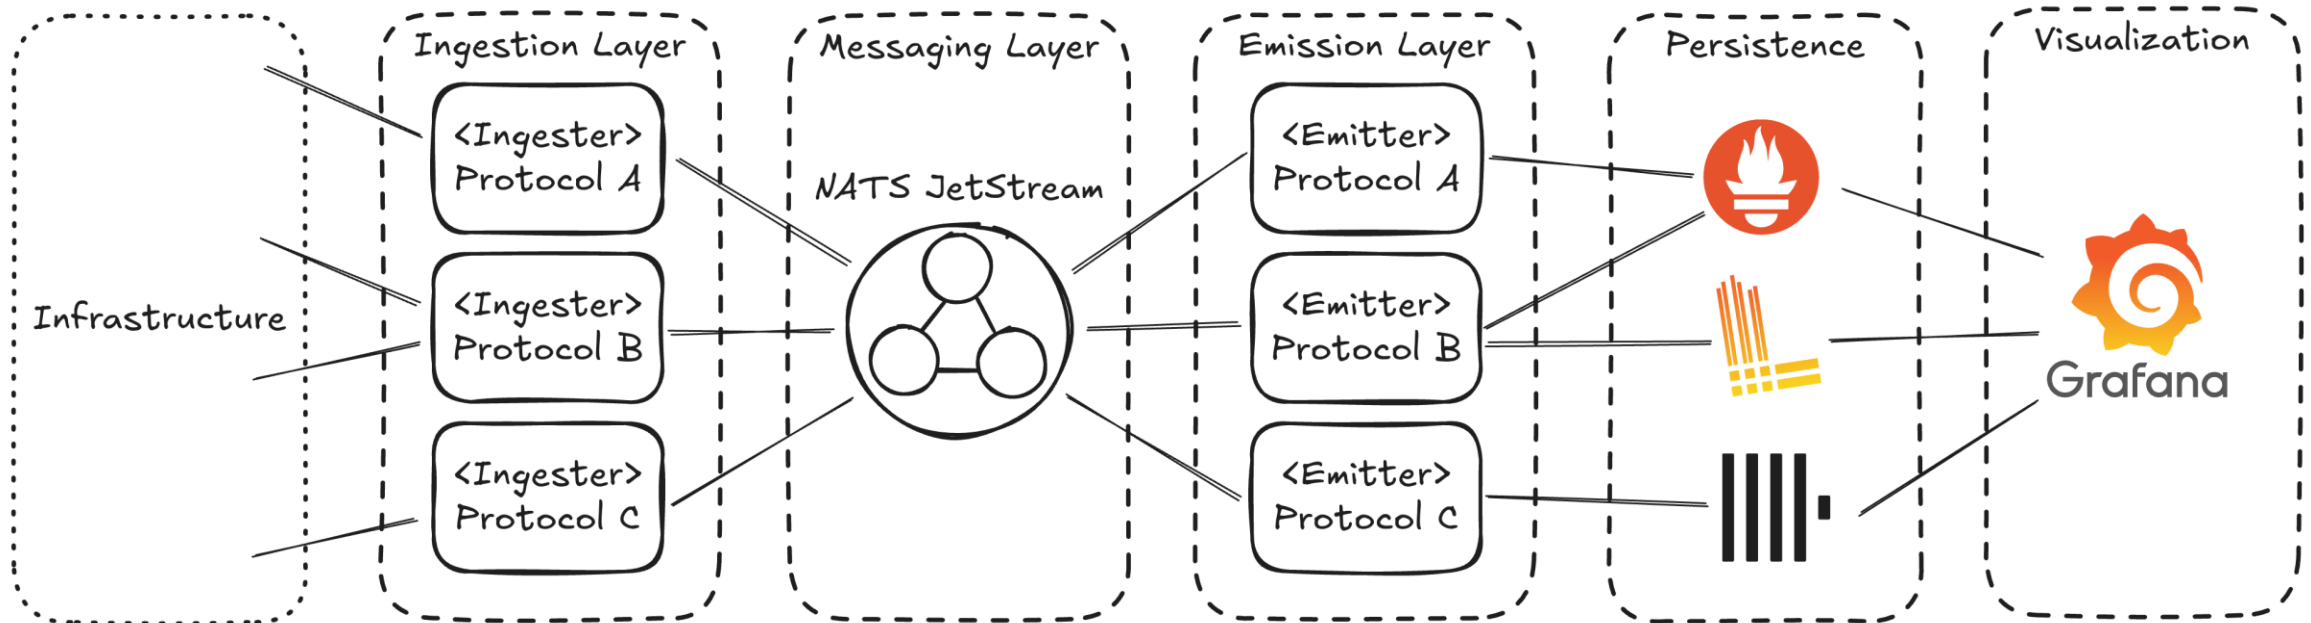 Infrastructure
Ingestion Layer
<Ingester>
Protocol A
<Ingester>
Protocol B
<Ingester>
Protocol C
Messaging Layer
NATS JetStream
Emission Layer
<Emitter>
Protocol A
<Emitter>
Protocol B
<Emitter>
Protocol C
Persistence
Visualization
Grafana